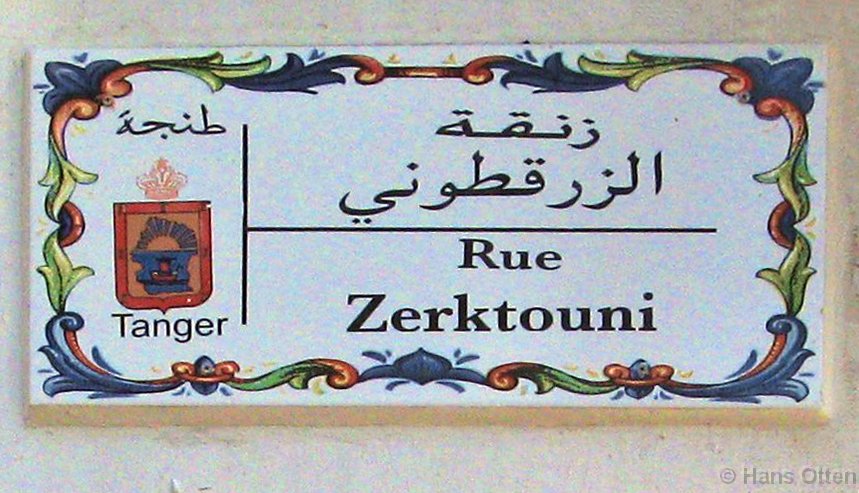 طنجة
Tanger
زنقة
الزرقطوني
Rue
Zerktouni
© Hans Otten